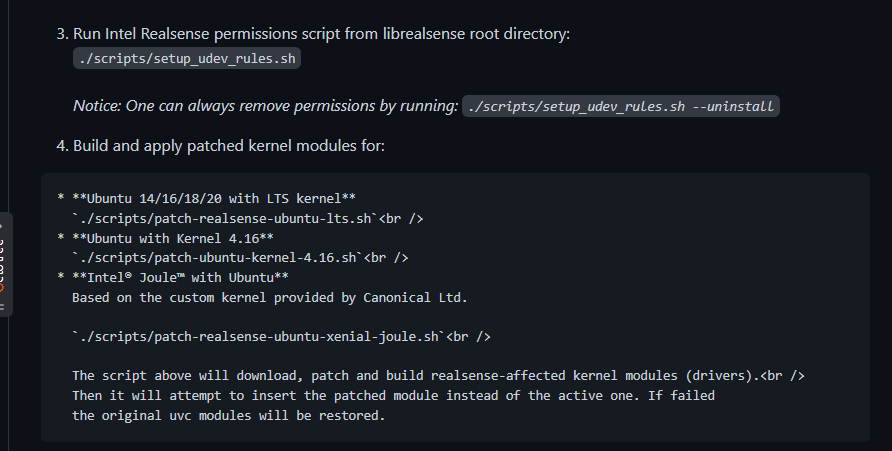 3. Run Intel Realsense permissions script from librealsense root directory:
./scripts/setup_udev_rules.sh
Notice: One can always remove permissions by running: ./scripts/setup_udev_rules.sh --uninstall
4. Build and apply patched kernel modules for:
* **Ubuntu 14/16/18/20 with LTS kernel**
`./scripts/patch-realsense-ubuntu-lts.sh`<br />
* **Ubuntu with Kernel 4.16**
`./scripts/patch-ubuntu-kernel-4.16.sh`<br />
* **Intel® Joule™ with Ubuntu**
Based on the custom kernel provided by Canonical Ltd.
`./scripts/patch-realsense-ubuntu-xenial-joule.sh`<br />
The script above will download, patch and build realsense-affected kernel modules (drivers).<br />
Then it will attempt to insert the patched module instead of the active one. If failed
the original uvc modules will be restored.